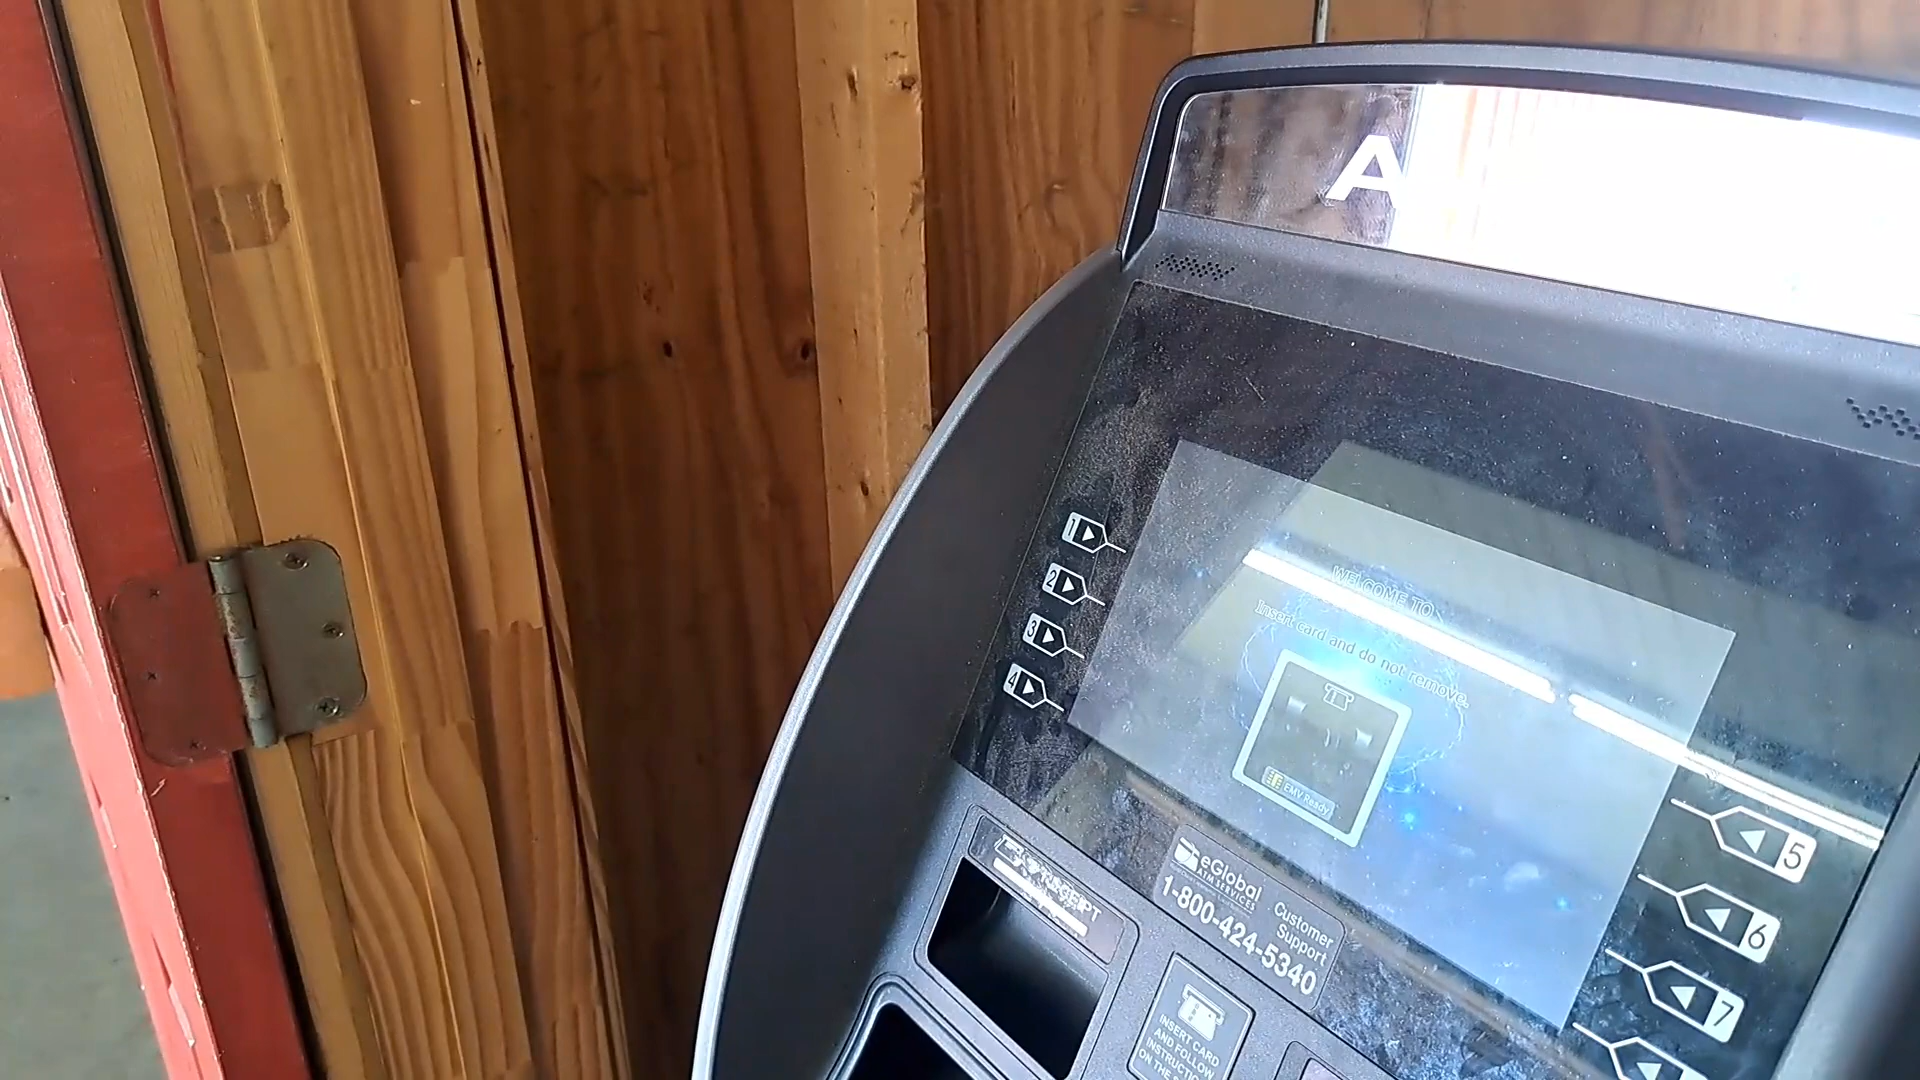 A
1
2
3
4
WELCOME TO
Insert card and do not remove.
EMV Ready
5
6
7
RECEIPT
eGlobal
ATM SERVICES
Customer
Support
1-800-424-5340
INSERT CARD
AND FOLLOW
ON THE